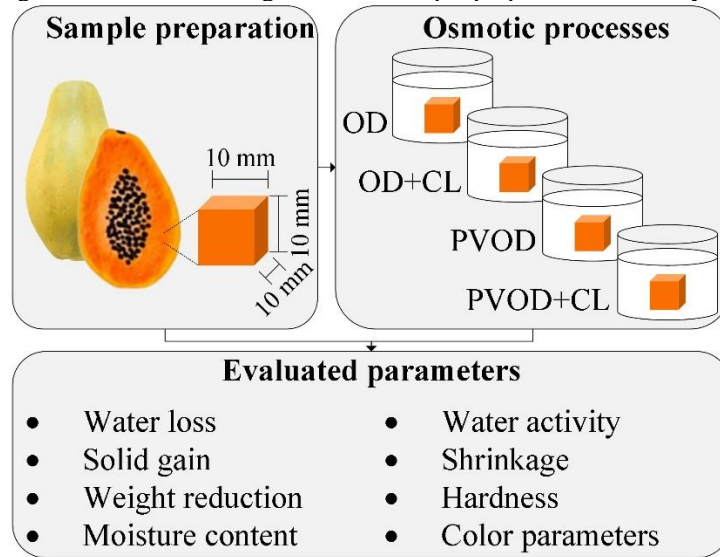 Sample preparation
10 mm
10 mm
10 mm
Osmotic processes
OD
OD+CL
PVOD
PVOD+CL
Evaluated parameters
• Water loss
• Solid gain
• Weight reduction
• Moisture content
• Water activity
• Shrinkage
• Hardness
• Color parameters